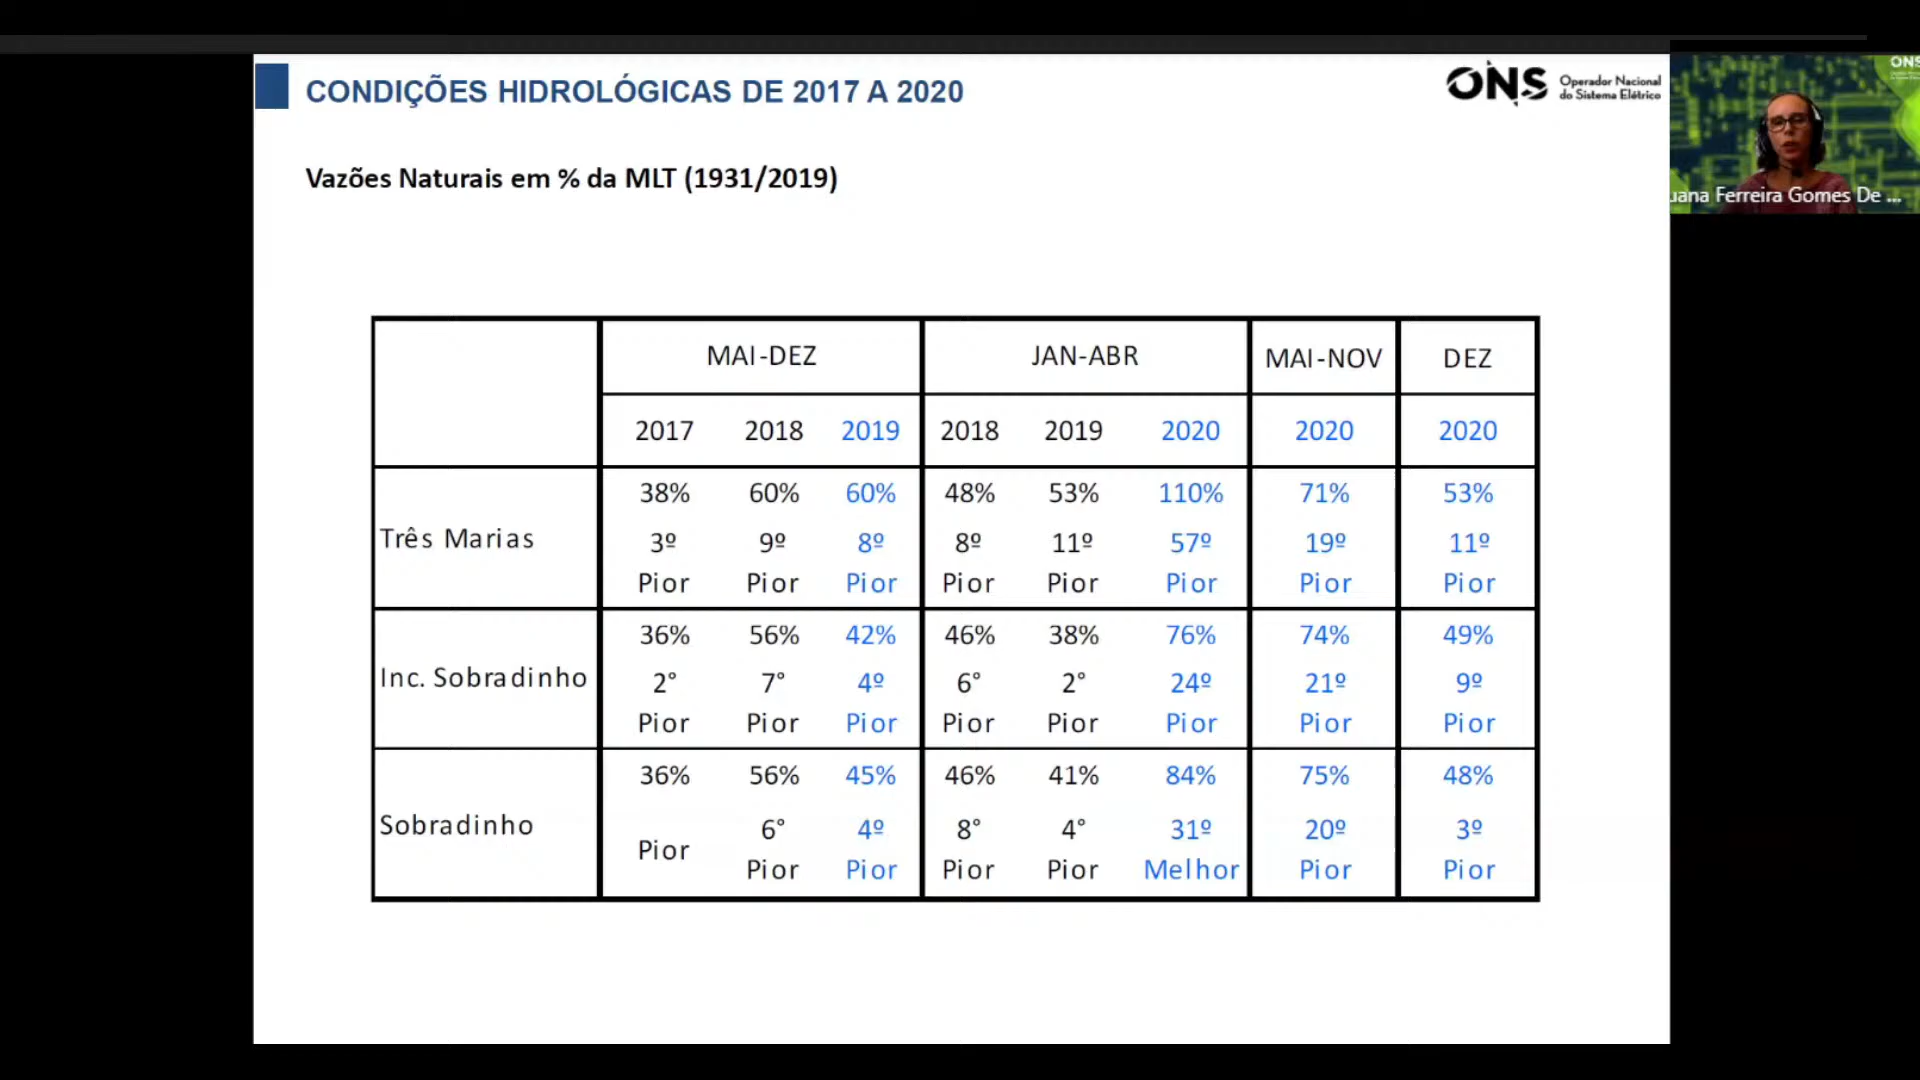 CONDIÇÕES HIDROLÓGICAS DE 2017 A 2020
ONS Operador Nacional
do Sistema Elétrico
ONS
uana Ferreira Gomes De ...
Vazões Naturais em % da MLT (1931/2019)
MAI-DEZ JAN-ABR MAI-NOV DEZ
2017 2018 2019 2018 2019 2020 2020 2020
38% 60% 60% 48% 53% 110% 71% 53%
Três Marias 3º 9º 8º 8º 11º 57º 19º 11º
Pior Pior Pior Pior Pior Pior Pior Pior
36% 56% 42% 46% 38% 76% 74% 49%
Inc. Sobradinho 2° 7° 4º 6° 2° 24º 21º 9º
Pior Pior Pior Pior Pior Pior Pior Pior
36% 56% 45% 46% 41% 84% 75% 48%
Sobradinho 6° 4º 8° 4° 31º 20º 3º
Pior Pior Pior Pior Pior Melhor Pior Pior